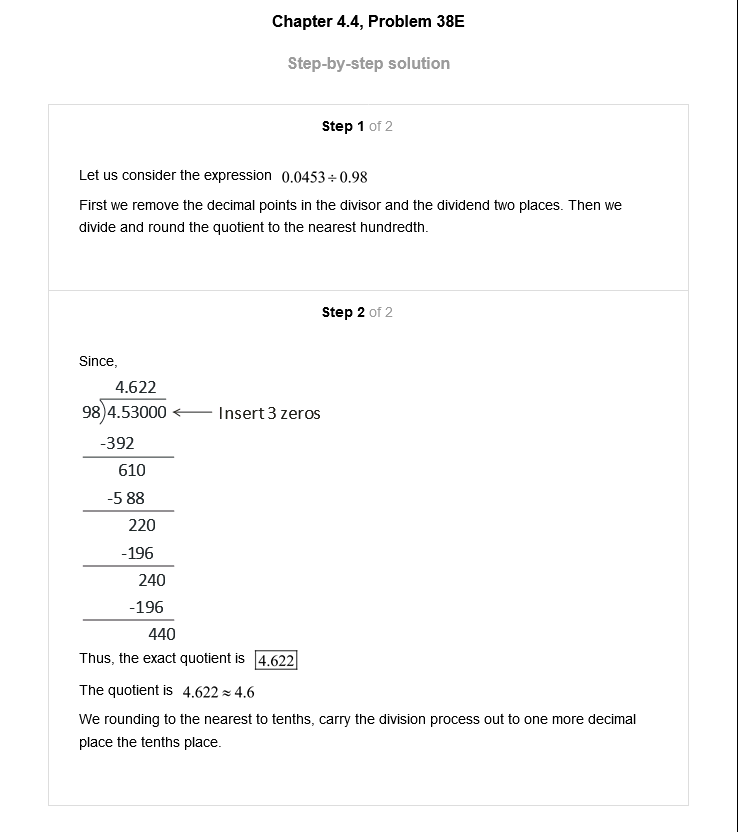 Chapter 4.4, Problem 38E
Step-by-step solution
Step 1 of 2
Let us consider the expression 0.0453÷0.98
First we remove the decimal points in the divisor and the dividend two places. Then we
divide and round the quotient to the nearest hundredth.
Step 2 of 2
Since,
4.622
98)4.53000 ← Insert 3 zeros
-392
610
-5 88
220
-196
240
-196
440
Thus, the exact quotient is 4.622
The quotient is 4.622 ≈ 4.6
We rounding to the nearest to tenths, carry the division process out to one more decimal
place the tenths place.